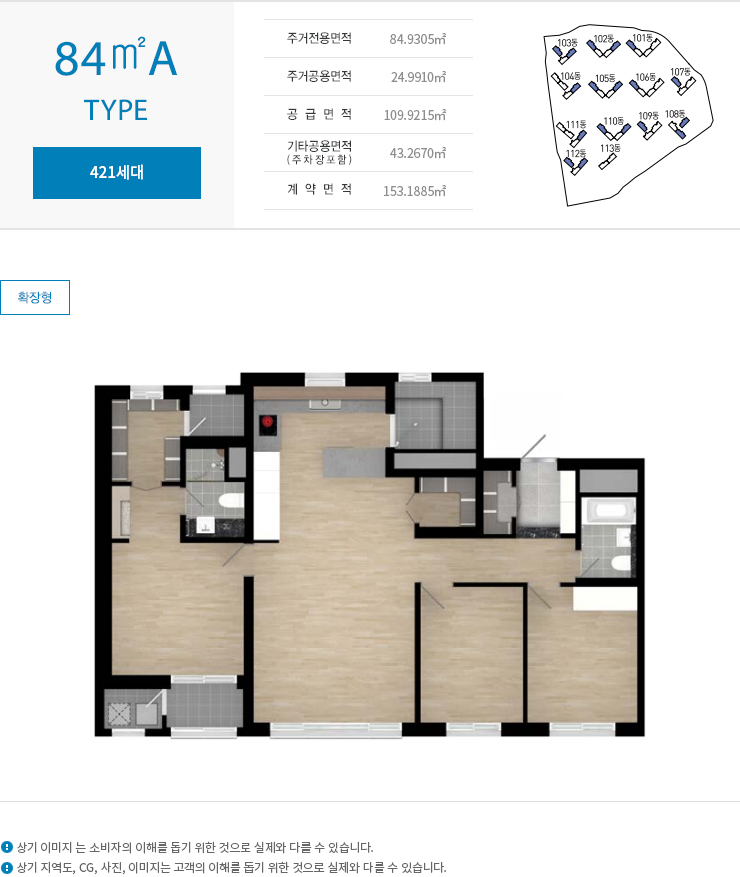 84㎡A
TYPE
421세대
주거전용면적 84.9305㎡
주거공용면적 24.9910㎡
공 급 면 적 109.9215㎡
기타공용면적
(주차장포함) 43.2670㎡
계 약 면 적 153.1885㎡
103동 102동 101동
104동 105동 106동 107동
111동 110동 109동 108동
112동 113동
확장형
상기 이미지 는 소비자의 이해를 돕기 위한 것으로 실제와 다를 수 있습니다.
상기 지역도, CG, 사진, 이미지는 고객의 이해를 돕기 위한 것으로 실제와 다를 수 있습니다.